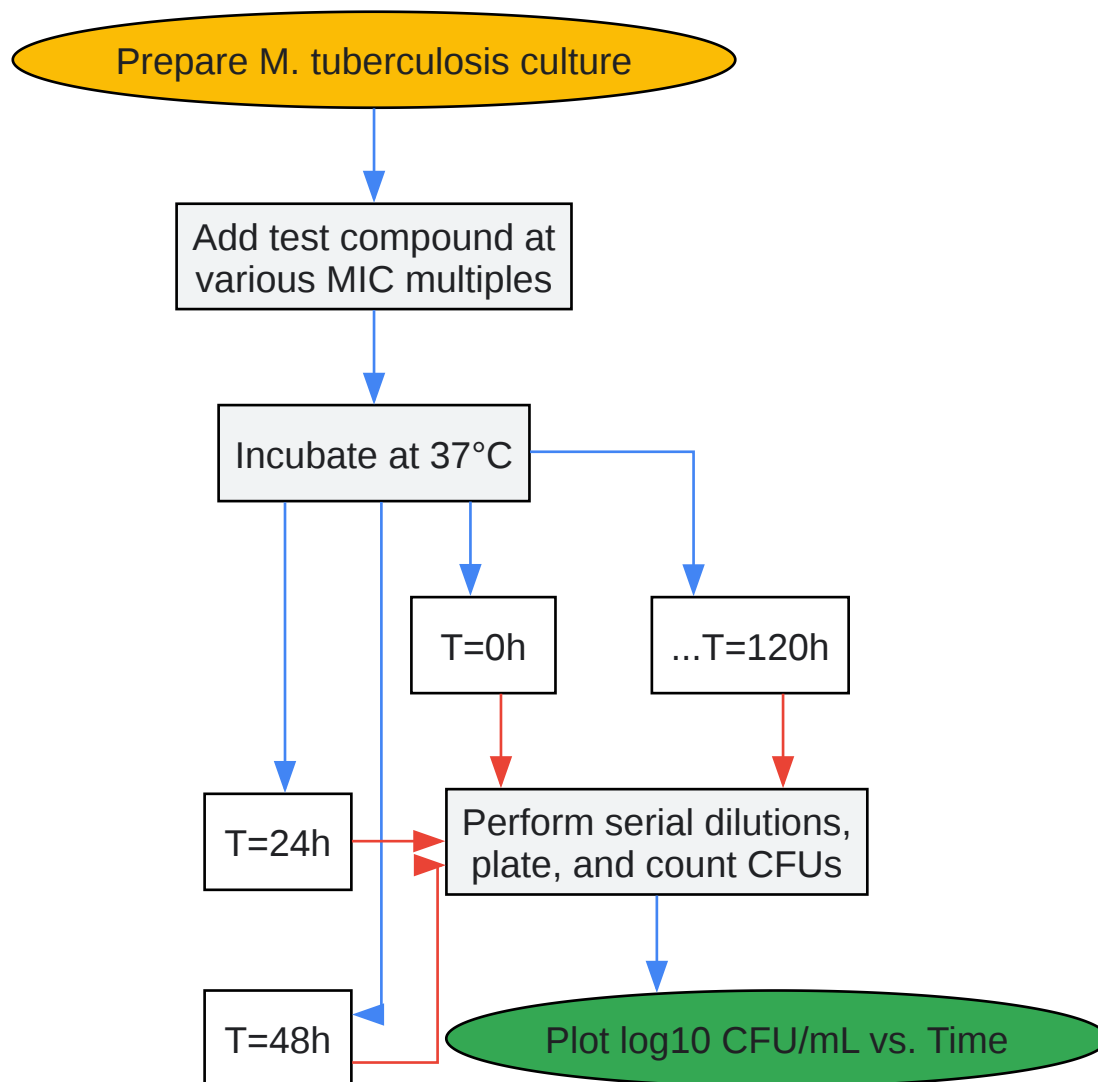 Prepare M. tuberculosis culture
Add test compound at
various MIC multiples
Incubate at 37°C
T=0h
...T=120h
T=24h
Perform serial dilutions,
plate, and count CFUs
T=48h
Plot log10 CFU/mL vs. Time